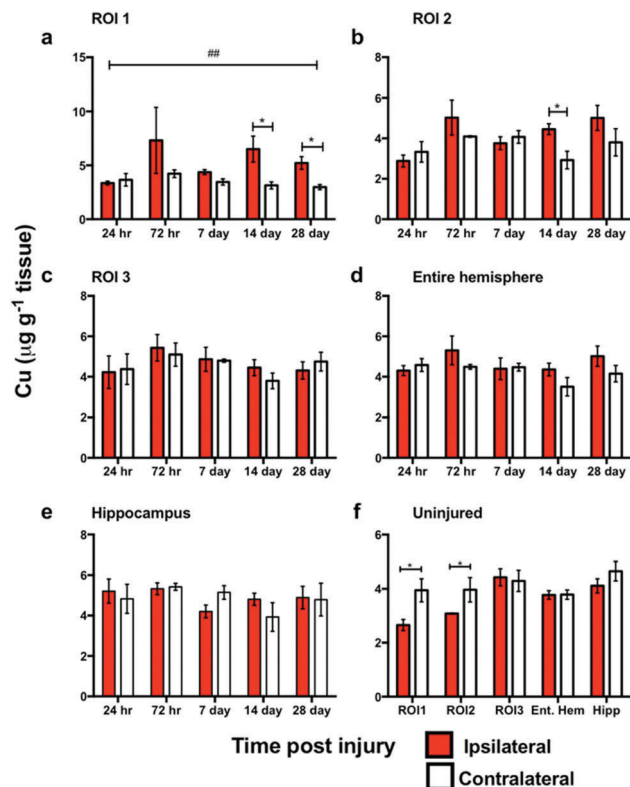 ROI 1
ROI 2
a
b
15
10
5
0
##
*
*
24 hr 72 hr 7 day 14 day 28 day
8
6
4
2
0
*
24 hr 72 hr 7 day 14 day 28 day
Cu (µg g⁻¹ tissue)
c
ROI 3
d
Entire hemisphere
8
6
4
2
0
24 hr 72 hr 7 day 14 day 28 day
8
6
4
2
0
24 hr 72 hr 7 day 14 day 28 day
e
Hippocampus
f
Uninjured
8
6
4
2
0
24 hr 72 hr 7 day 14 day 28 day
6
4
2
0
*
*
ROI1 ROI2 ROI3 Ent. Hem Hipp
Time post injury
Ipsilateral
Contralateral